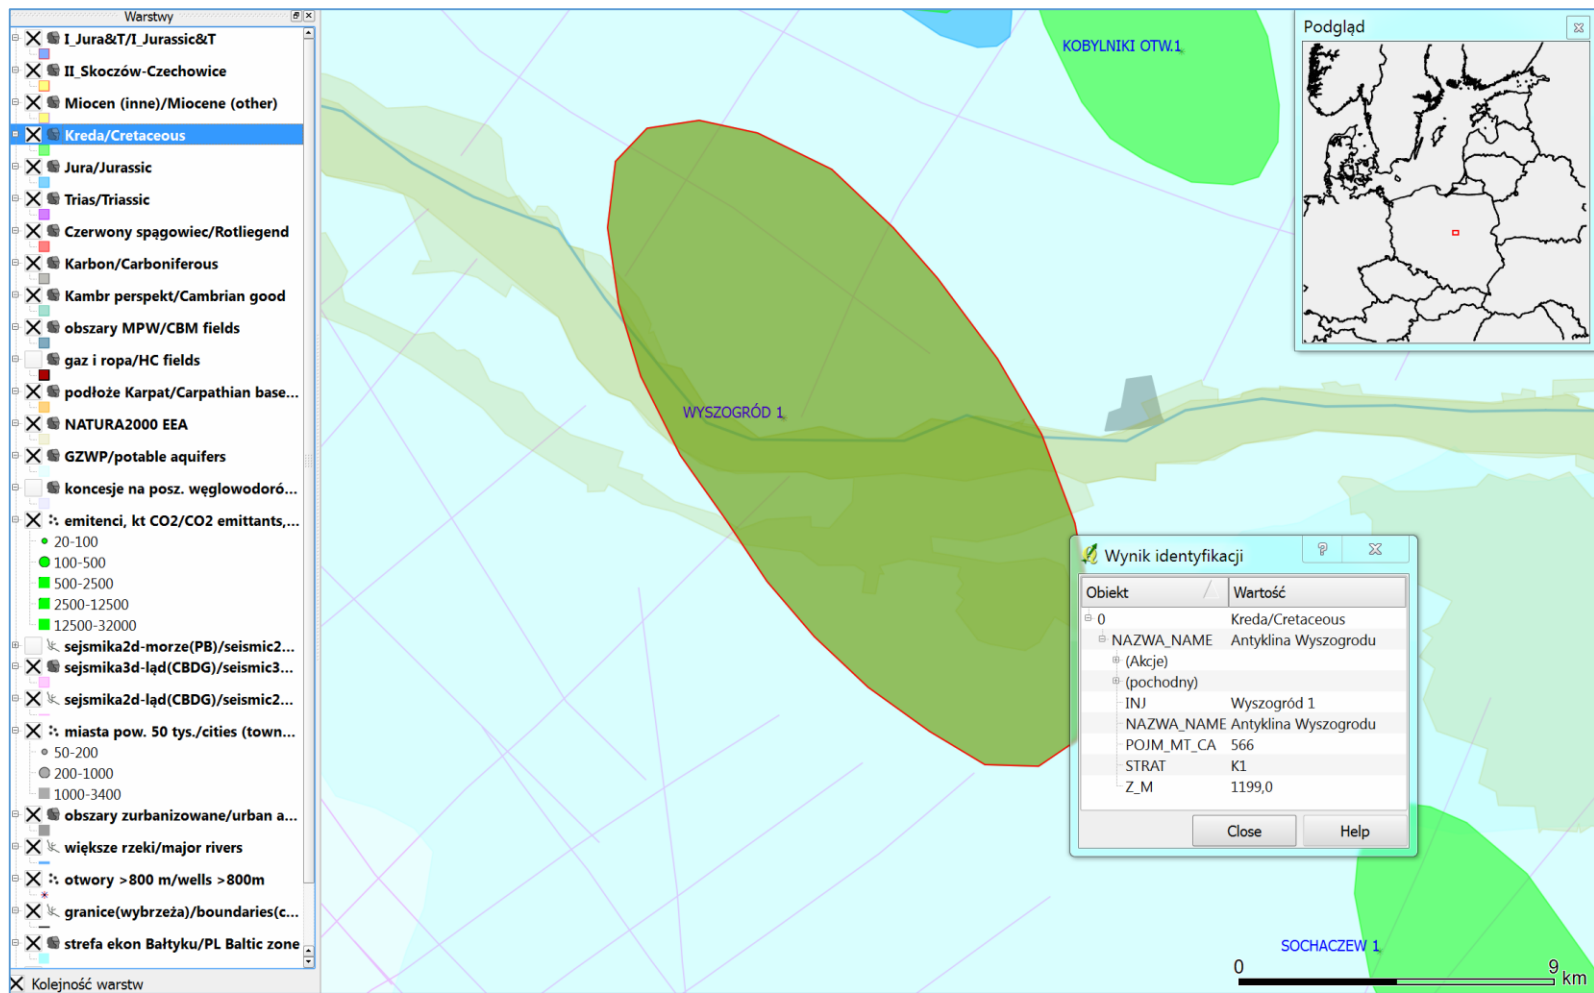 Warstwy
I_Jura&T/I_Jurassic&T
II_Skoczów-Czechowice
Miocen (inne)/Miocene (other)
Kreda/Cretaceous
Jura/Jurassic
Trias/Triassic
Czerwony spągowiec/Rotliegend
Karbon/Carboniferous
Kambr perspekt/Cambrian good
obszary MPW/CBM fields
gaz i ropa/HC fields
podłoże Karpat/Carpathian base...
NATURA2000 EEA
GZWP/potable aquifers
koncesje na posz. węglowodoró...
emitenci, kt CO2/CO2 emittants,...
20-100
100-500
500-2500
2500-12500
12500-32000
sejsmika2d-morze(PB)/seismic2...
sejsmika3d-ląd(CBDG)/seismic3...
sejsmika2d-ląd(CBDG)/seismic2...
miasta pow. 50 tys./cities (town...
50-200
200-1000
1000-3400
obszary zurbanizowane/urban a...
większe rzeki/major rivers
otwory >800 m/wells >800m
granice(wybrzeża)/boundaries(c...
strefa ekon Bałtyku/PL Baltic zone
Kolejność warstw
KOBYLNIKI OTW.1
WYSZOGRÓD 1
SOCHACZEW 1
0 9 km
Podgląd
Wynik identyfikacji
Obiekt Wartość
0 Kreda/Cretaceous
NAZWA_NAME Antyklina Wyszogrodu
(Akcje)
(pochodny)
INJ Wyszogród 1
NAZWA_NAME Antyklina Wyszogrodu
POJM_MT_CA 566
STRAT K1
Z_M 1199,0
Close Help